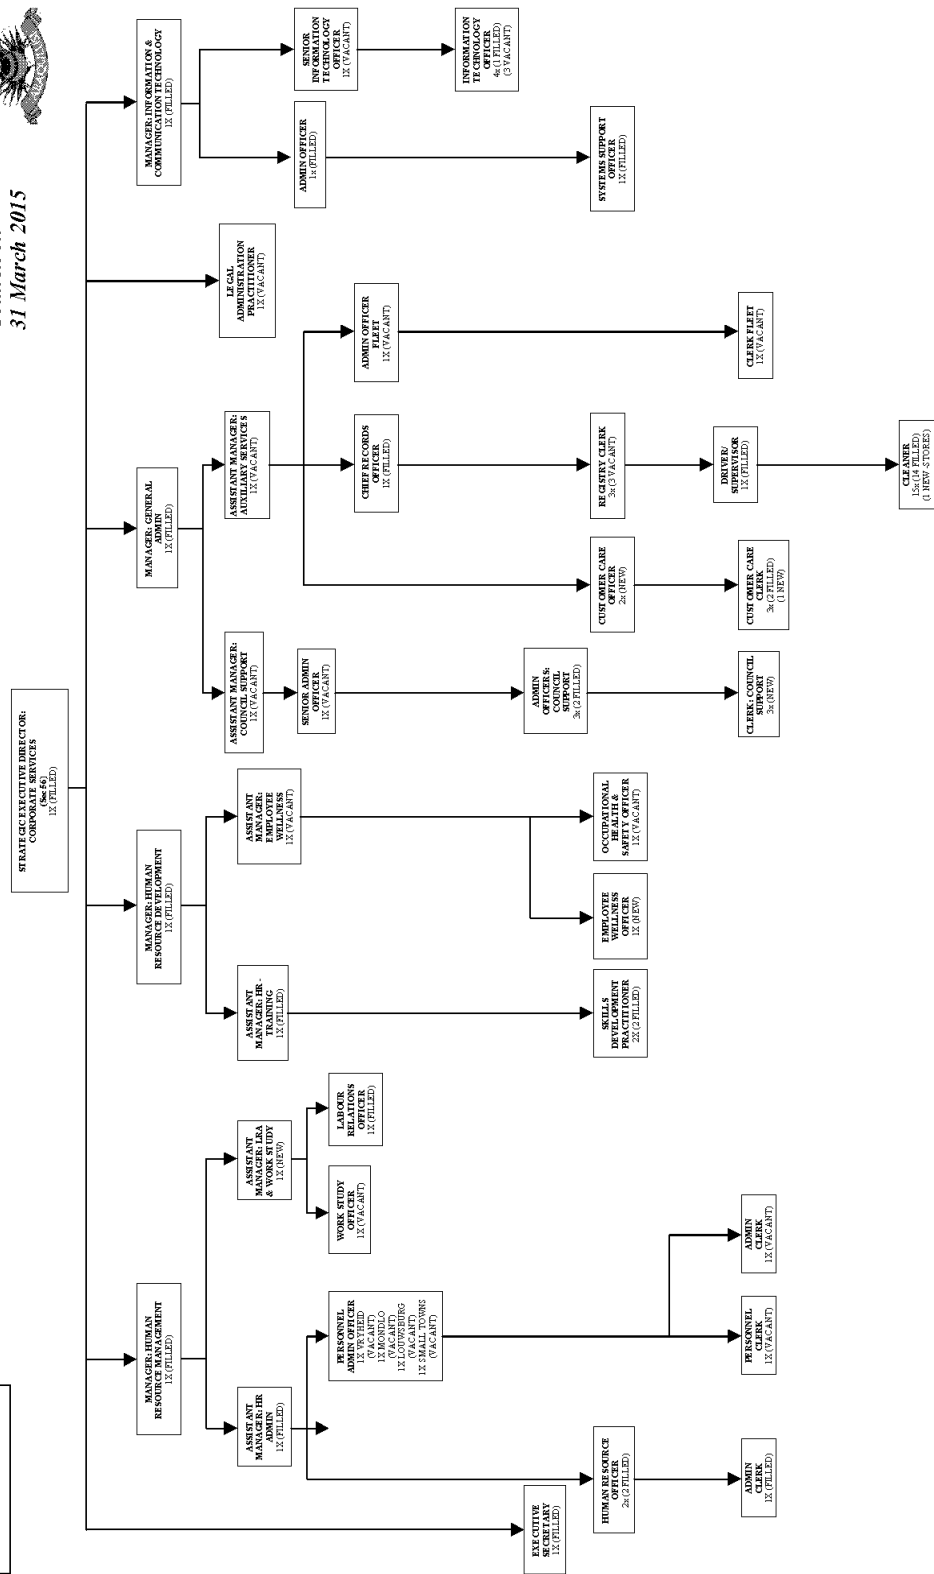 31 March 2015
STRATEGIC EXECUTIVE DIRECTOR:
CORPORATE SERVICES
(Sec 56)
1X (FILLED)
MANAGER: HUMAN
RESOURCE MANAGEMENT
1X (FILLED)
MANAGER: HUMAN
RESOURCE DEVELOPMENT
1X (FILLED)
MANAGER: GENERAL
ADMIN
1X (FILLED)
LEGAL
ADMINISTRATION
PRACTITIONER
1X (VACANT)
MANAGER: INFORMATION &
COMMUNICATION TECHNOLOGY
1X (FILLED)
ASSISTANT
MANAGER: HR
ADMIN
1X (FILLED)
ASSISTANT
MANAGER: LRA
& WORK STUDY
1X (NEW)
ASSISTANT
MANAGER: HR -
TRAINING
1X (FILLED)
ASSISTANT
MANAGER:
EMPLOYEE
WELLNESS
1X (VACANT)
ASSISTANT MANAGER:
COUNCIL SUPPORT
1X (VACANT)
ASSISTANT MANAGER:
AUXILIARY SERVICES
1X (VACANT)
SENIOR ADMIN
OFFICER
1X (VACANT)
ADMIN OFFICER
1x (FILLED)
SENIOR
INFORMATION
TECHNOLOGY
OFFICER
1X (VACANT)
PERSONNEL
ADMIN OFFICER
1X VRYHEID
(VACANT)
1X MONDLO
(VACANT)
1X LOUWSBURG
(VACANT)
1X SMALL TOWNS
(VACANT)
WORK STUDY
OFFICER
1X (VACANT)
LABOUR
RELATIONS
OFFICER
1X (FILLED)
CHIEF RECORDS
OFFICER
1X (FILLED)
ADMIN OFFICER
FLEET
1X (VACANT)
INFORMATION
TECHNOLOGY
OFFICER
4x (1 FILLED)
(3 VACANT)
EXECUTIVE
SECRETARY
1X (FILLED)
ADMIN
OFFICERS:
COUNCIL
SUPPORT
3x (2 FILLED)
HUMAN RESOURCE
OFFICER
2x (2 FILLED)
SKILLS
DEVELOPMENT
PRACTITIONER
2X (2 FILLED)
EMPLOYEE
WELLNESS
OFFICER
1X (NEW)
OCCUPATIONAL
HEALTH &
SAFETY OFFICER
1X (VACANT)
CUSTOMER CARE
OFFICER
2x (NEW)
REGISTRY CLERK
3x (3 VACANT)
SYSTEMS SUPPORT
OFFICER
1X (FILLED)
DRIVER/
SUPERVISOR
1X (FILLED)
ADMIN
CLERK
1X (FILLED)
PERSONNEL
CLERK
1X (VACANT)
ADMIN
CLERK
1X (VACANT)
CLERK: COUNCIL
SUPPORT
3x (NEW)
CUSTOMER CARE
CLERK
3x (2 FILLED)
(1 NEW)
CLERK FLEET
1X (VACANT)
CLEANER
15x (14 FILLED)
(1 NEW -STORES)